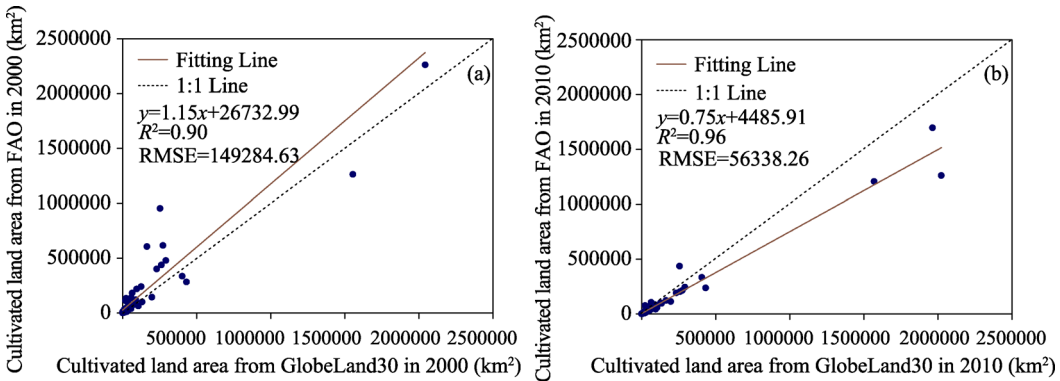 Cultivated land area from FAO in 2000 (km²)
2500000
2000000
1500000
1000000
500000
0
Fitting Line
1:1 Line
y=1.15x+26732.99
R²=0.90
RMSE=149284.63
(a)
500000 1000000 1500000 2000000 2500000
Cultivated land area from GlobeLand30 in 2000 (km²)
Cultivated land area from FAO in 2010 (km²)
2500000
2000000
1500000
1000000
500000
0
Fitting Line
1:1 Line
y=0.75x+4485.91
R²=0.96
RMSE=56338.26
(b)
500000 1000000 1500000 2000000 2500000
Cultivated land area from GlobeLand30 in 2010 (km²)